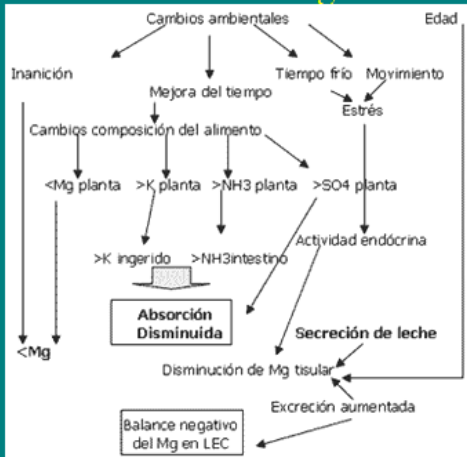 Cambios ambientales
Edad
Inanición
Tiempo frío
Movimiento
Mejora del tiempo
Estrés
Cambios composición del alimento
<Mg planta
>K planta
>NH3 planta
>SO4 planta
Actividad endócrina
>K ingerido
>NH3intestino
Absorción
Disminuida
Secreción de leche
<Mg
Disminución de Mg tisular
Excreción aumentada
Balance negativo
del Mg en LEC